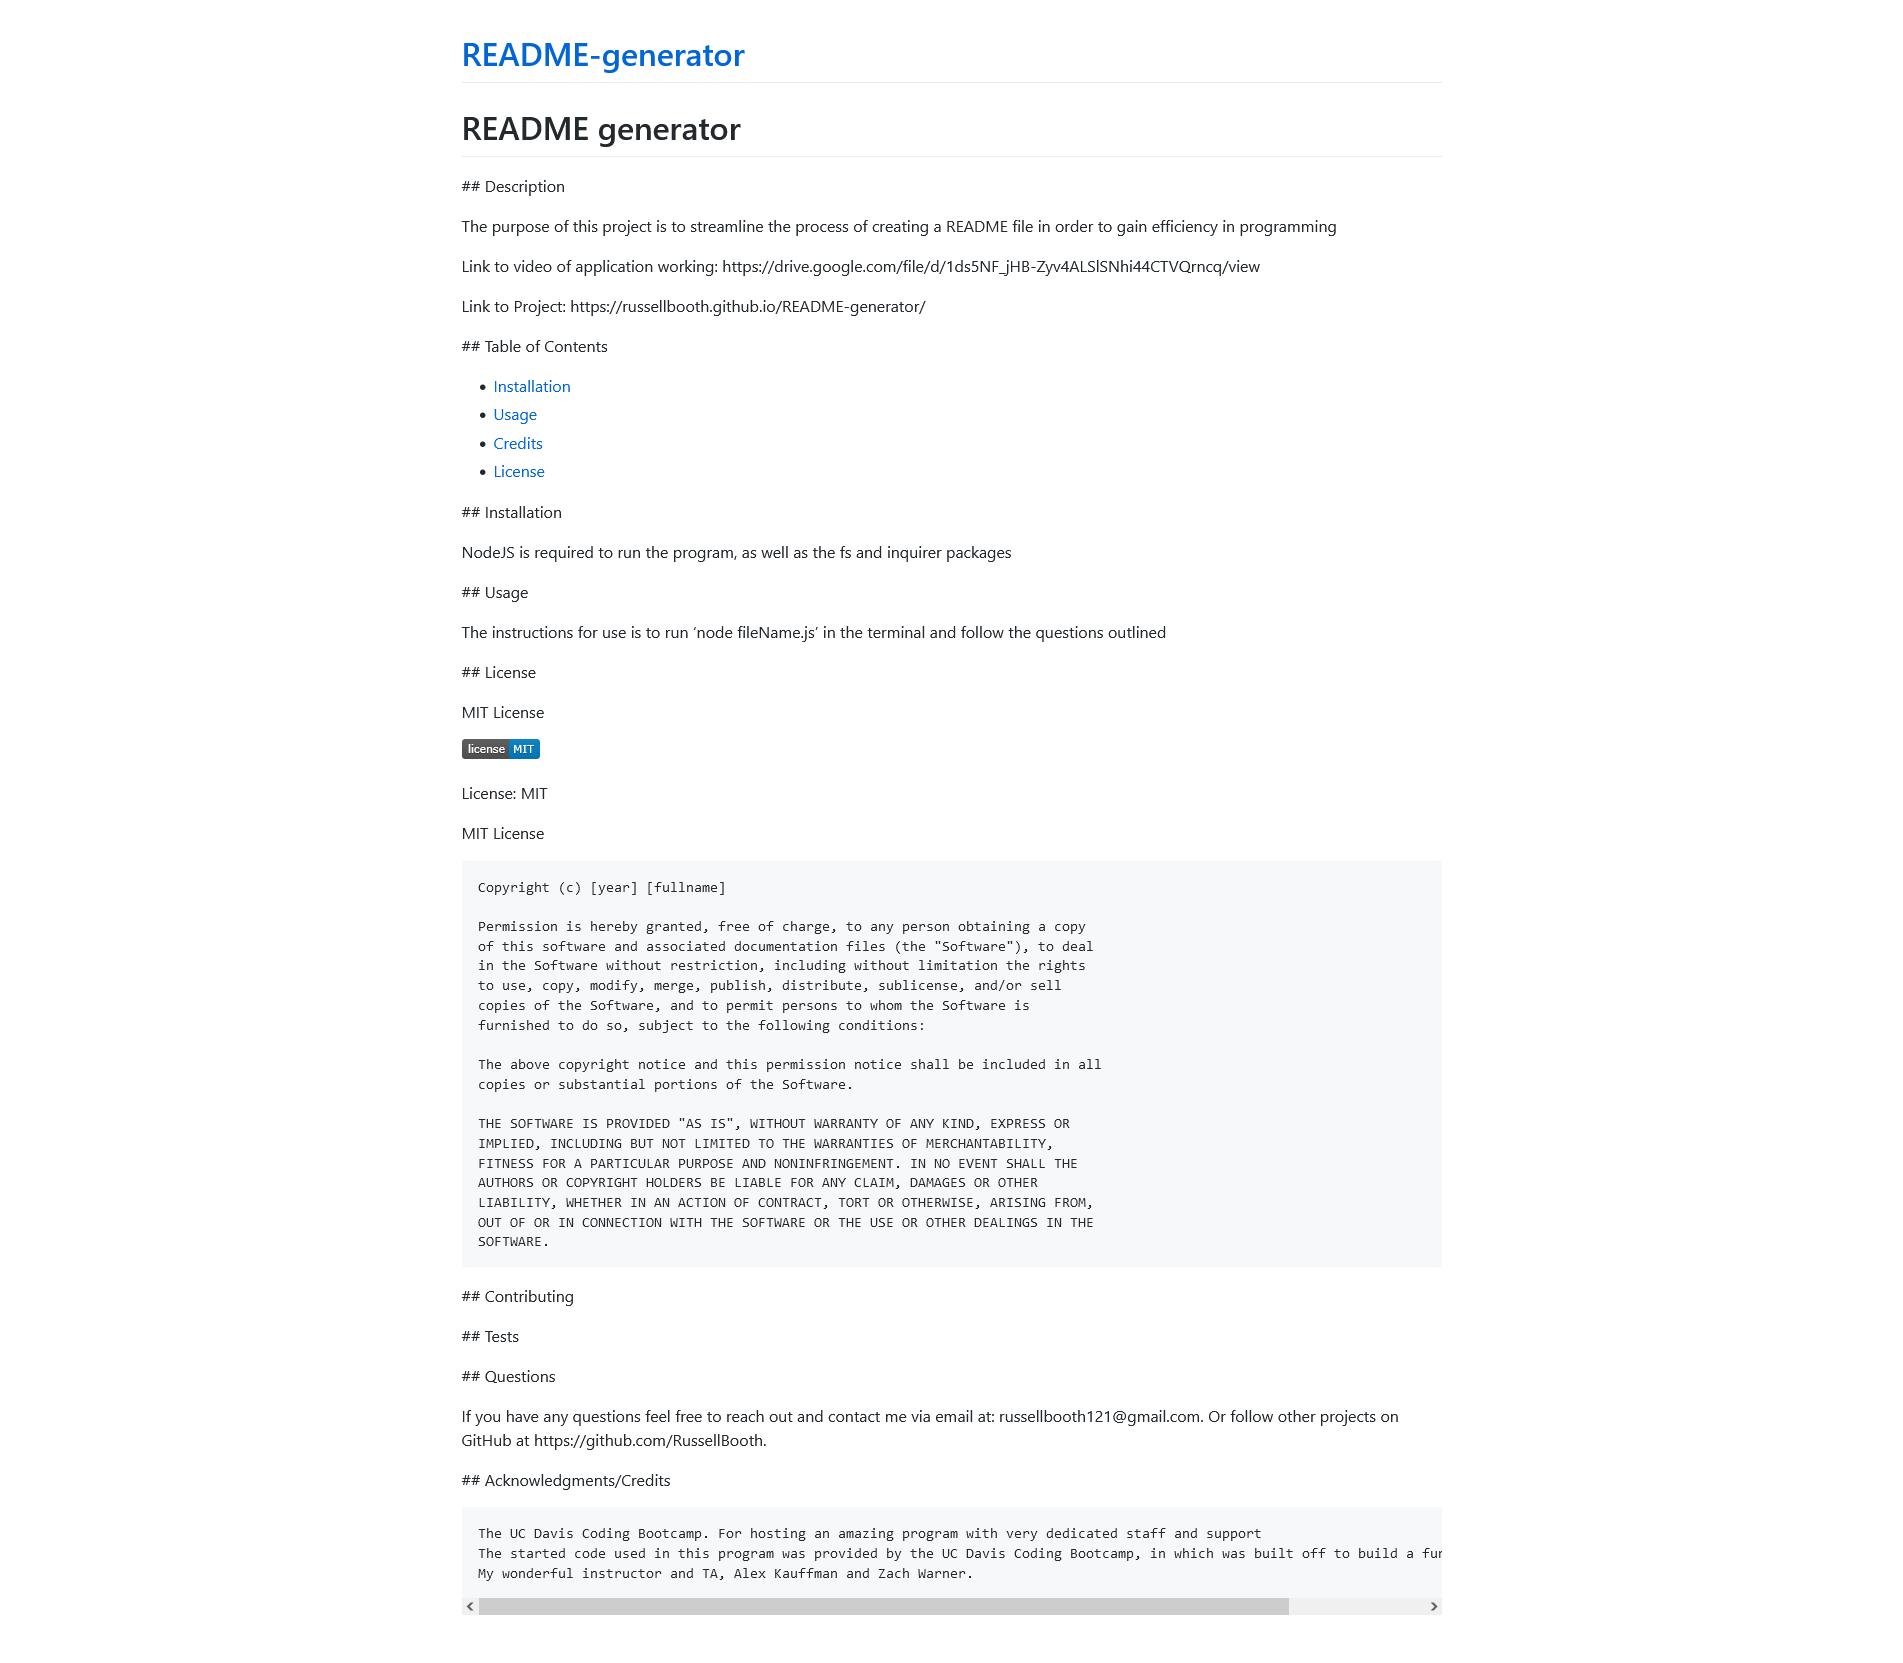 README-generator
README generator
## Description
The purpose of this project is to streamline the process of creating a README file in order to gain efficiency in programming
Link to video of application working: https://drive.google.com/file/d/1ds5NF_jHB-Zyv4ALSlSNhi44CTVQrncq/view
Link to Project: https://russellbooth.github.io/README-generator/
## Table of Contents
• Installation
• Usage
• Credits
• License
## Installation
NodeJS is required to run the program, as well as the fs and inquirer packages
## Usage
The instructions for use is to run ‘node fileName.js’ in the terminal and follow the questions outlined
## License
MIT License
license MIT
License: MIT
MIT License
Copyright (c) [year] [fullname]
Permission is hereby granted, free of charge, to any person obtaining a copy
of this software and associated documentation files (the "Software"), to deal
in the Software without restriction, including without limitation the rights
to use, copy, modify, merge, publish, distribute, sublicense, and/or sell
copies of the Software, and to permit persons to whom the Software is
furnished to do so, subject to the following conditions:
The above copyright notice and this permission notice shall be included in all
copies or substantial portions of the Software.
THE SOFTWARE IS PROVIDED "AS IS", WITHOUT WARRANTY OF ANY KIND, EXPRESS OR
IMPLIED, INCLUDING BUT NOT LIMITED TO THE WARRANTIES OF MERCHANTABILITY,
FITNESS FOR A PARTICULAR PURPOSE AND NONINFRINGEMENT. IN NO EVENT SHALL THE
AUTHORS OR COPYRIGHT HOLDERS BE LIABLE FOR ANY CLAIM, DAMAGES OR OTHER
LIABILITY, WHETHER IN AN ACTION OF CONTRACT, TORT OR OTHERWISE, ARISING FROM,
OUT OF OR IN CONNECTION WITH THE SOFTWARE OR THE USE OR OTHER DEALINGS IN THE
SOFTWARE.
## Contributing
## Tests
## Questions
If you have any questions feel free to reach out and contact me via email at: russellbooth121@gmail.com. Or follow other projects on
GitHub at https://github.com/RussellBooth.
## Acknowledgments/Credits
The UC Davis Coding Bootcamp. For hosting an amazing program with very dedicated staff and support
The started code used in this program was provided by the UC Davis Coding Bootcamp, in which was built off to build a
My wonderful instructor and TA, Alex Kauffman and Zach Warner.